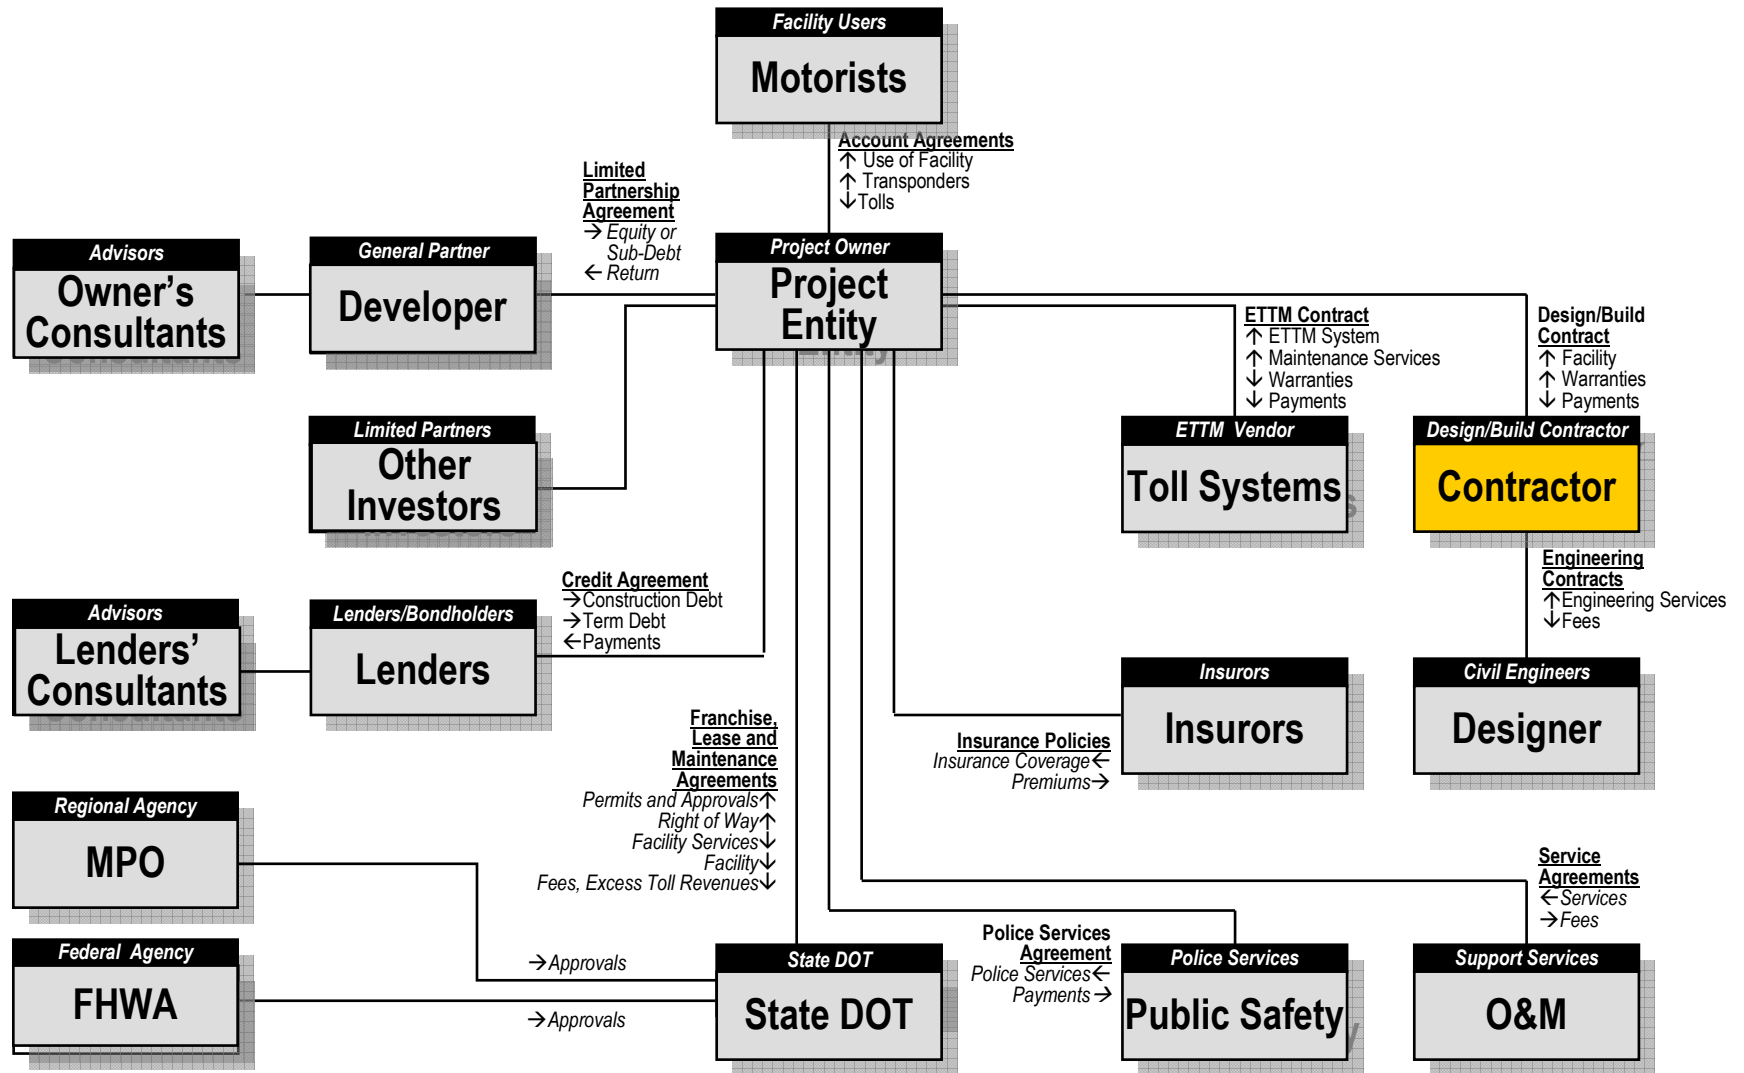 Facility Users
Motorists
Account Agreements
↑ Use of Facility
↑ Transponders
↓Tolls
Limited
Partnership
Agreement
→ Equity or
Sub-Debt
← Return
Advisors
Owner's
Consultants
General Partner
Developer
Project Owner
Project
Entity
ETTM Contract
↑ ETTM System
↑ Maintenance Services
↓ Warranties
↓ Payments
Design/Build
Contract
↑ Facility
↑ Warranties
↓ Payments
Limited Partners
Other
Investors
ETTM Vendor
Toll Systems
Design/Build Contractor
Contractor
Engineering
Contracts
↑Engineering Services
↓Fees
Credit Agreement
→Construction Debt
→Term Debt
←Payments
Advisors
Lenders’
Consultants
Lenders/Bondholders
Lenders
Insurors
Insurors
Civil Engineers
Designer
Franchise,
Lease and
Maintenance
Agreements
Permits and Approvals↑
Right of Way↑
Facility Services↓
Facility↓
Fees, Excess Toll Revenues↓
Insurance Policies
Insurance Coverage←
Premiums→
Regional Agency
MPO
Service
Agreements
←Services
→Fees
Federal Agency
FHWA
→Approvals
→Approvals
State DOT
State DOT
Police Services
Agreement
Police Services←
Payments→
Police Services
Public Safety
Support Services
O&M